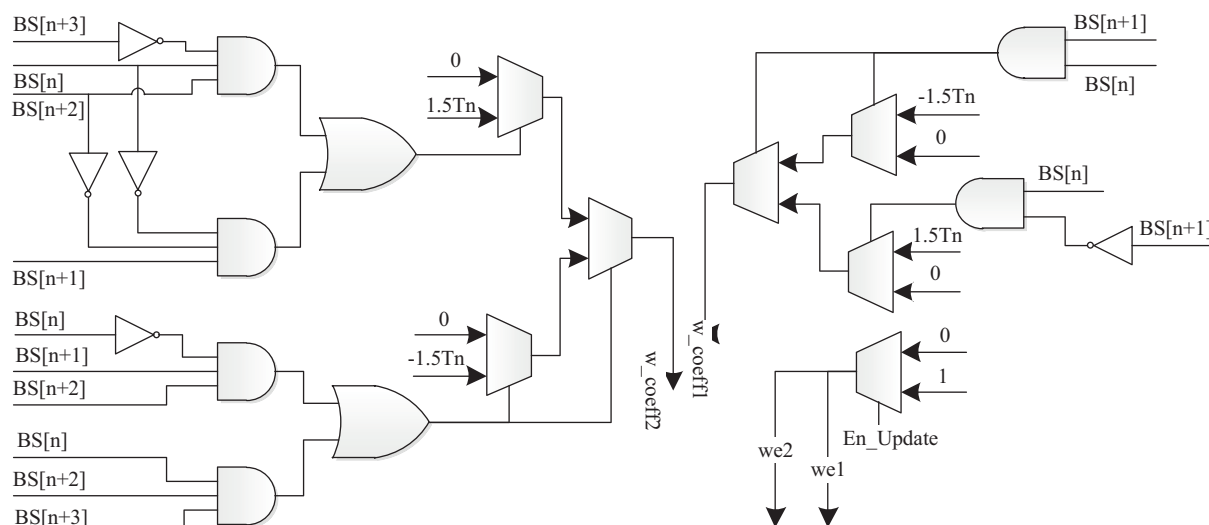 BS[n+3]
BS[n]
BS[n+2]
BS[n+1]
0
1.5Tn
BS[n]
BS[n+1]
BS[n+2]
BS[n]
BS[n+2]
BS[n+3]
0
-1.5Tn
w_coeff2
w_coeff1
BS[n+1]
BS[n]
-1.5Tn
0
BS[n]
BS[n+1]
1.5Tn
0
0
1
En_Update
we2
we1